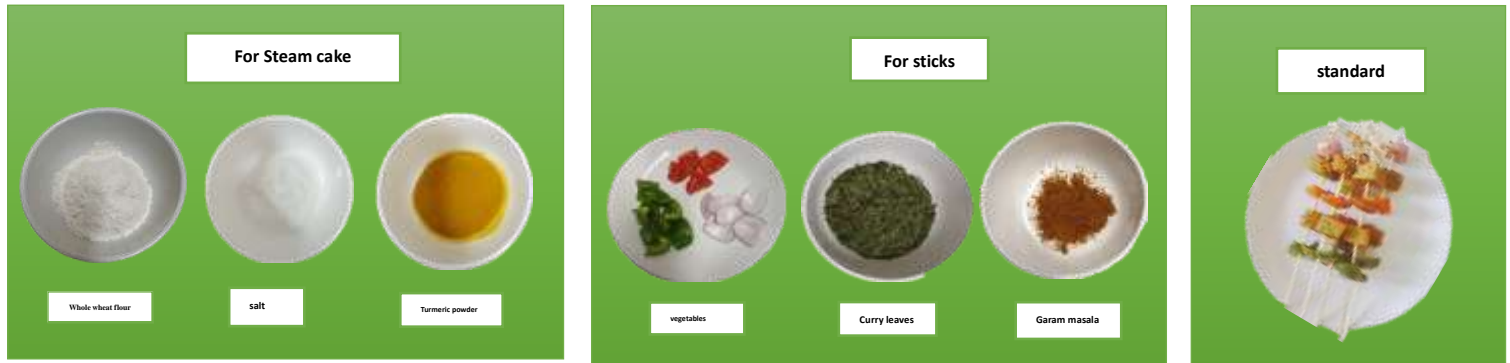 For Steam cake
Whole wheat flour
salt
Turmeric powder
For sticks
vegetables
Curry leaves
Garam masala
standard